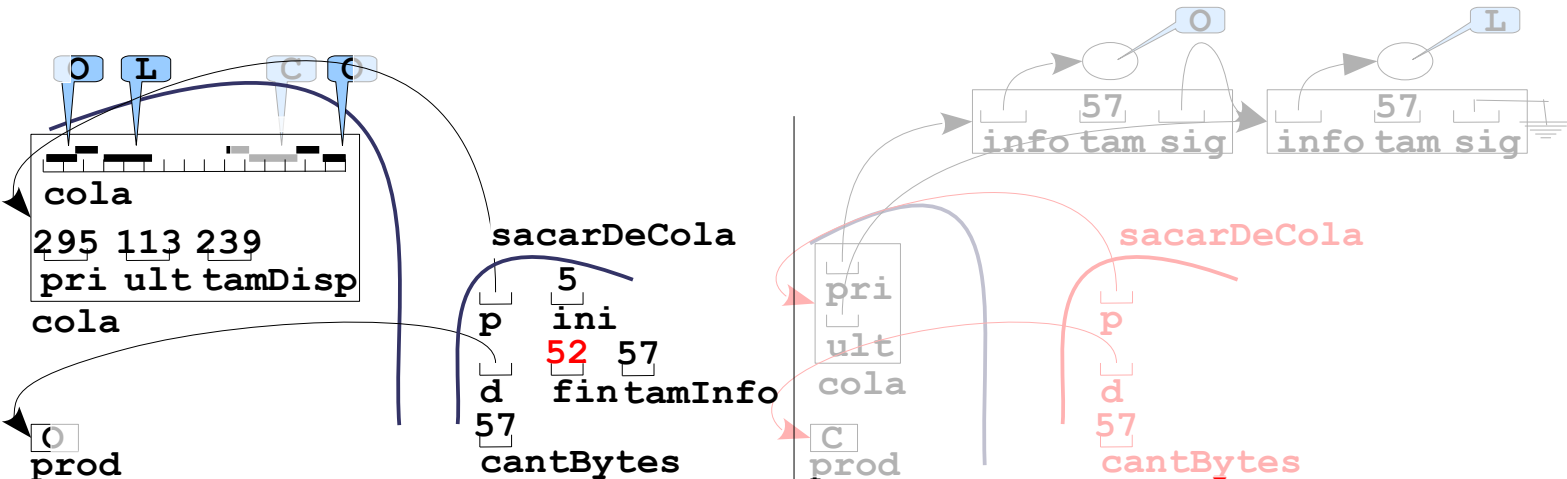 O L C O
cola
295 113 239
pri ult tamDisp
cola
sacarDeCola
5
p ini
52 57
d fin tamInfo
57
cantBytes
O
prod
O L
57 57
info tam sig info tam sig
sacarDeCola
pri
p
ult
d
cola
57
cantBytes
C
prod